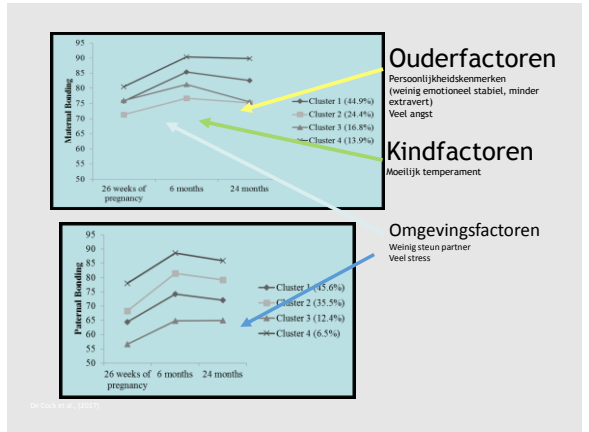 95
90
85
80
75
70
65
60
55
50
Maternal Bonding
26 weeks of
pregnancy
6 months
24 months
Cluster 1 (44.9%)
Cluster 2 (24.4%)
Cluster 3 (16.8%)
Cluster 4 (13.9%)
Ouderfactoren
Persoonlijkheidskenmerken
(weinig emotioneel stabiel, minder
extravert)
Veel angst
Kindfactoren
Moeilijk temperament
Omgevingsfactoren
Weinig steun partner
Veel stress
95
90
85
80
75
70
65
60
55
50
Paternal Bonding
26 weeks of
pregnancy
6 months
24 months
Cluster 1 (45.6%)
Cluster 2 (35.5%)
Cluster 3 (12.4%)
Cluster 4 (6.5%)
et al., (2017)